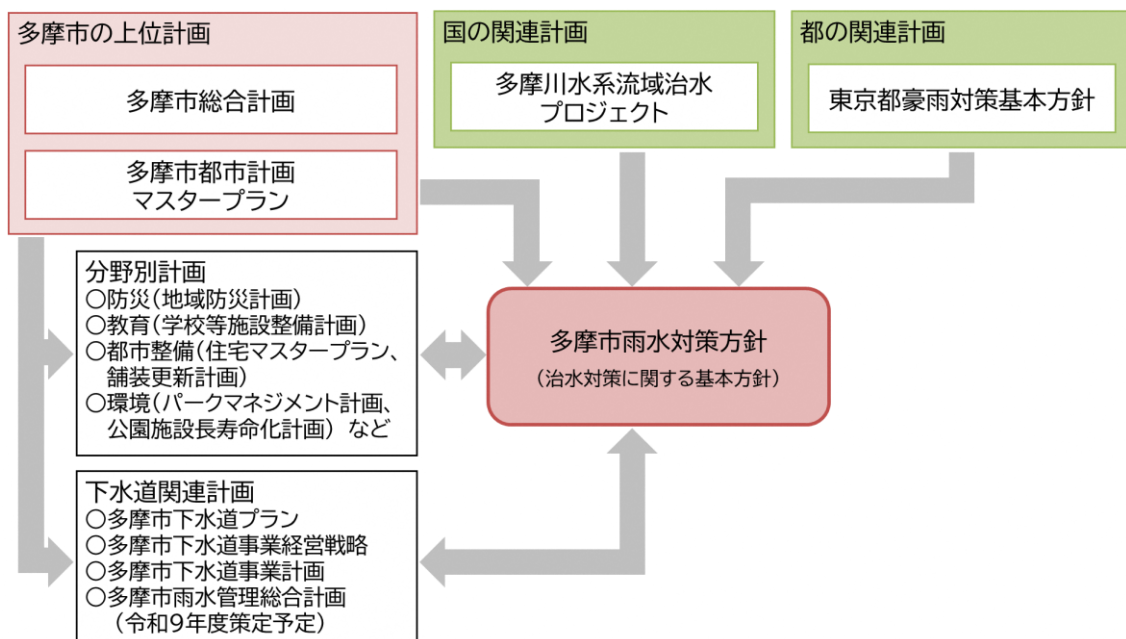 多摩市の上位計画
多摩市総合計画
多摩市都市計画
マスタープラン
国の関連計画
多摩川水系流域治水
プロジェクト
都の関連計画
東京都豪雨対策基本方針
分野別計画
○防災(地域防災計画)
○教育(学校等施設整備計画)
○都市整備(住宅マスタープラン、
舗装更新計画)
○環境(パークマネジメント計画、
公園施設長寿命化計画) など
多摩市雨水対策方針
(治水対策に関する基本方針)
下水道関連計画
○多摩市下水道プラン
○多摩市下水道事業経営戦略
○多摩市下水道事業計画
○多摩市雨水管理総合計画
(令和9年度策定予定)